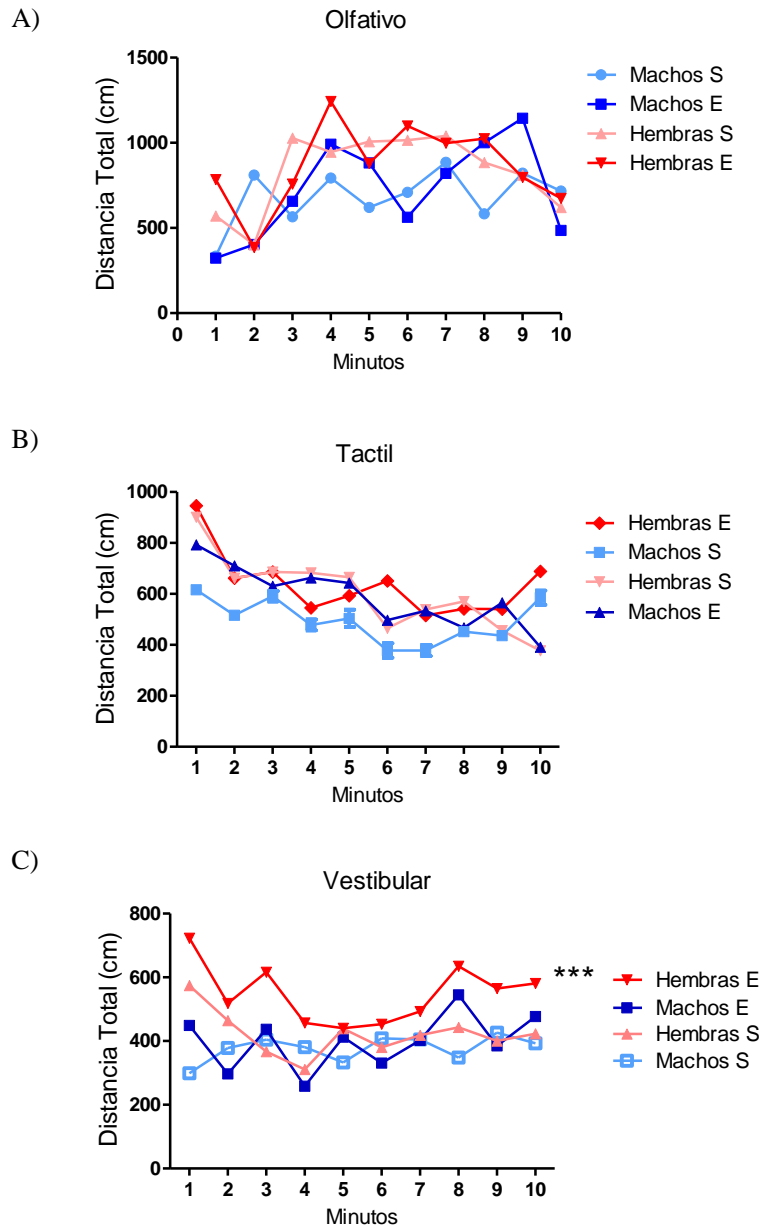 A)
Olfativo
1500
1000
500
0
Distancia Total (cm)
0 1 2 3 4 5 6 7 8 9 10
Minutos
Machos S
Machos E
Hembras S
Hembras E
B)
Tactil
1000
800
600
400
200
0
Distancia Total (cm)
1 2 3 4 5 6 7 8 9 10
Minutos
Hembras E
Machos S
Hembras S
Machos E
C)
Vestibular
800
600
400
200
0
Distancia Total (cm)
1 2 3 4 5 6 7 8 9 10
Minutos
***
Hembras E
Machos E
Hembras S
Machos S